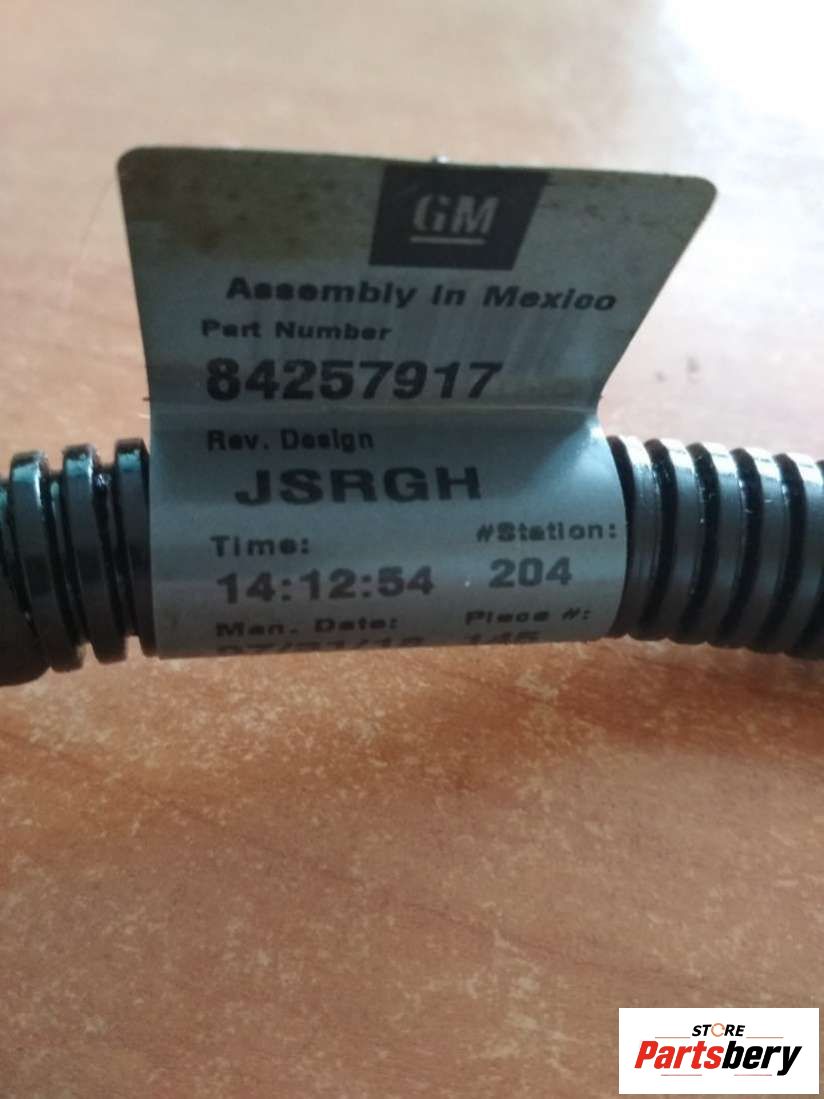 GM
Assembly In Mexico
Part Number
84257917
Rev. Design
JSRGH
Time: #Station:
14:12:54 204
Man. Date: Piece #:
145
STORE
Partsbery